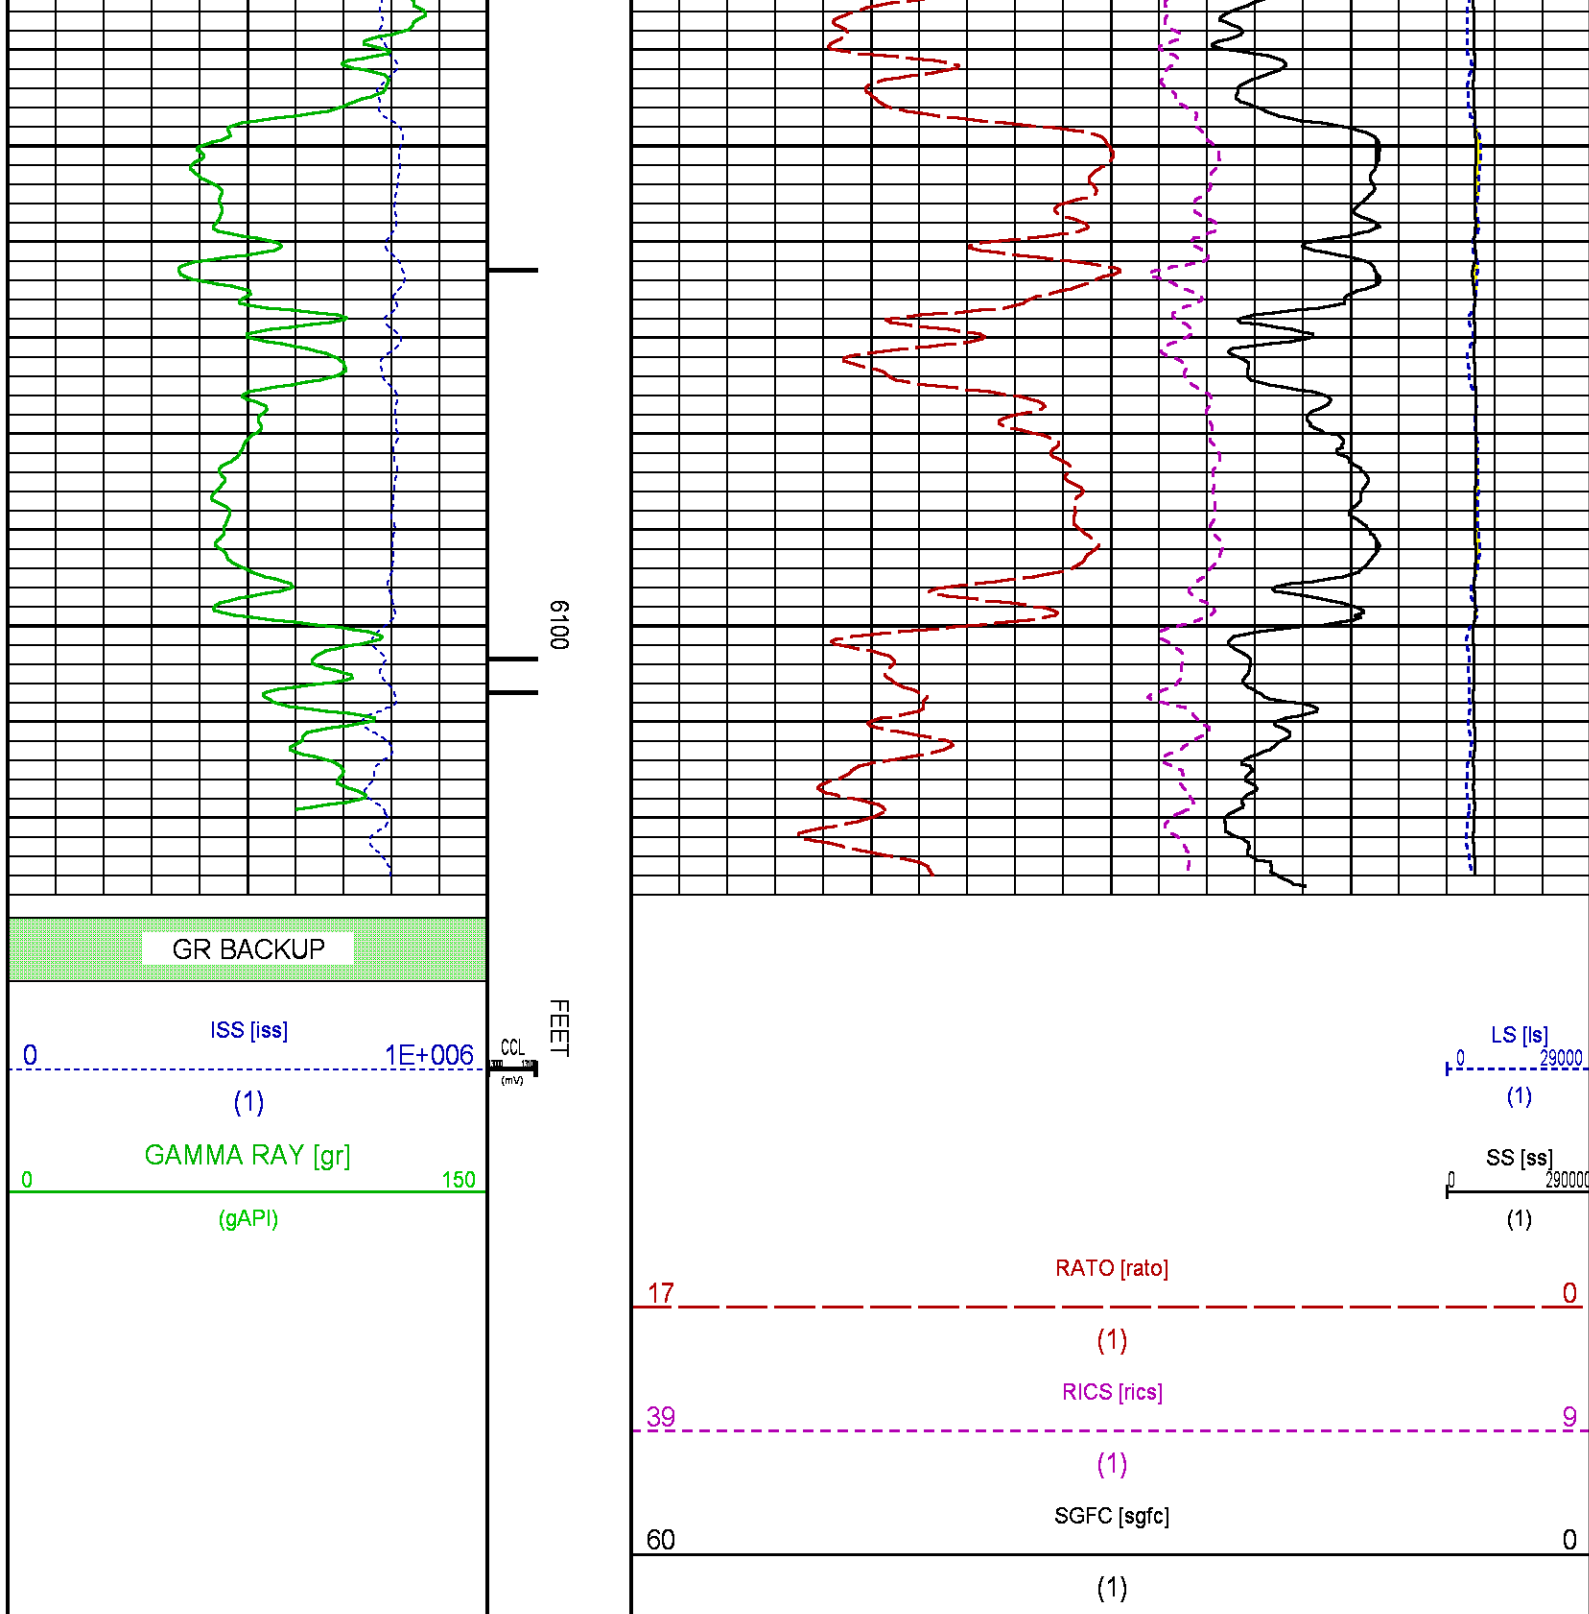 6100
GR BACKUP
FEET
ISS [iss]
0 1E+006
(1)
CCL
(mV)
GAMMA RAY [gr]
0 150
(gAPI)
LS [ls]
0 29000
(1)
SS [ss]
0 290000
(1)
RATO [rato]
17 0
(1)
RICS [rics]
39 9
(1)
SGFC [sgfc]
60 0
(1)